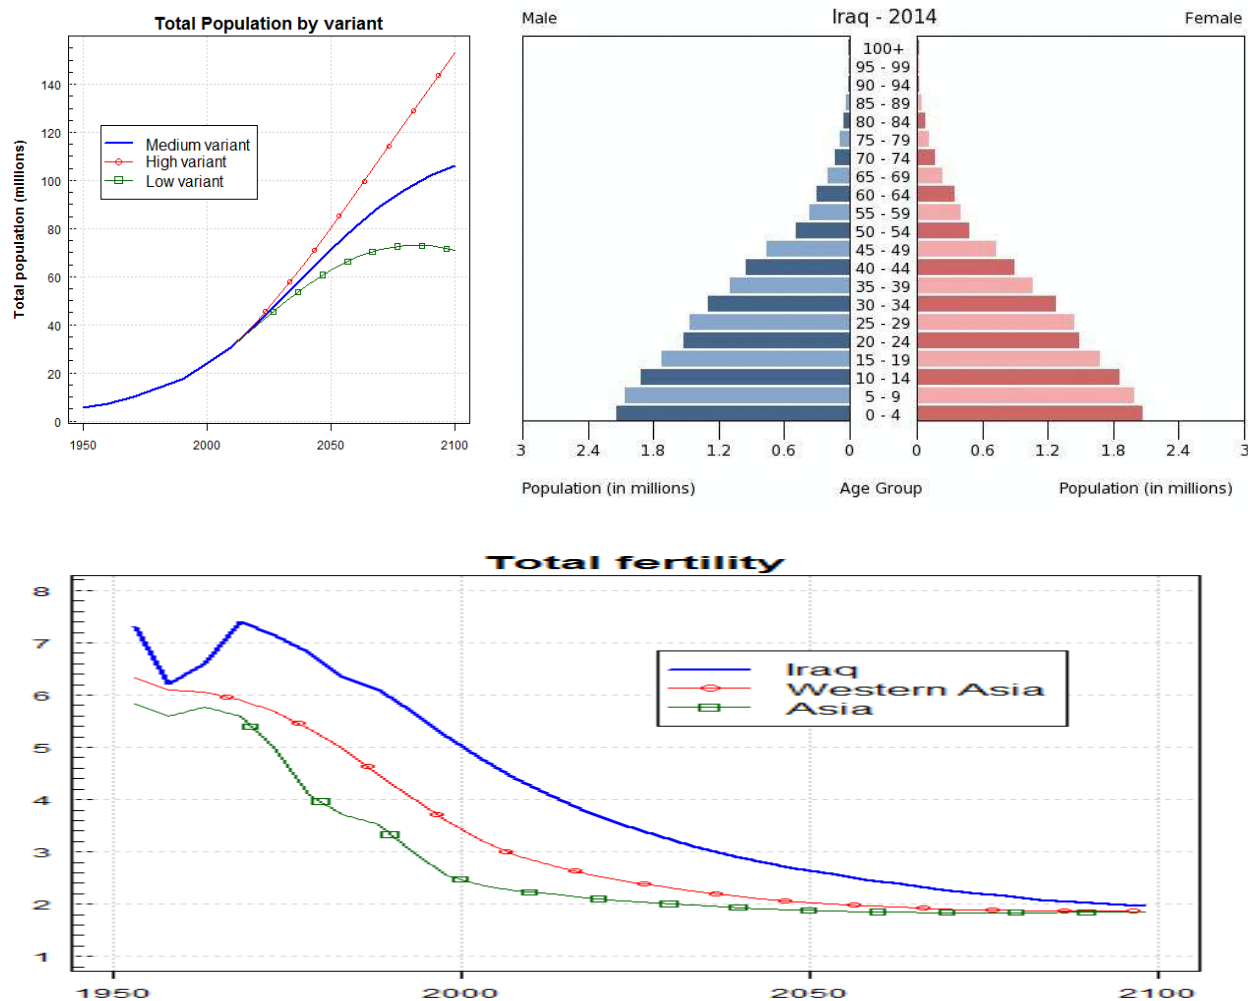 Total Population by variant
Total population (millions)
140
120
100
80
60
40
20
0
1950 2000 2050 2100
Medium variant
High variant
Low variant
Male Iraq - 2014 Female
100+
95 - 99
90 - 94
85 - 89
80 - 84
75 - 79
70 - 74
65 - 69
60 - 64
55 - 59
50 - 54
45 - 49
40 - 44
35 - 39
30 - 34
25 - 29
20 - 24
15 - 19
10 - 14
5 - 9
0 - 4
3 2.4 1.8 1.2 0.6 0 0 0.6 1.2 1.8 2.4 3
Population (in millions) Age Group Population (in millions)
Total fertility
8
7
6
5
4
3
2
1
Iraq
Western Asia
Asia
1950 2000 2050 2100